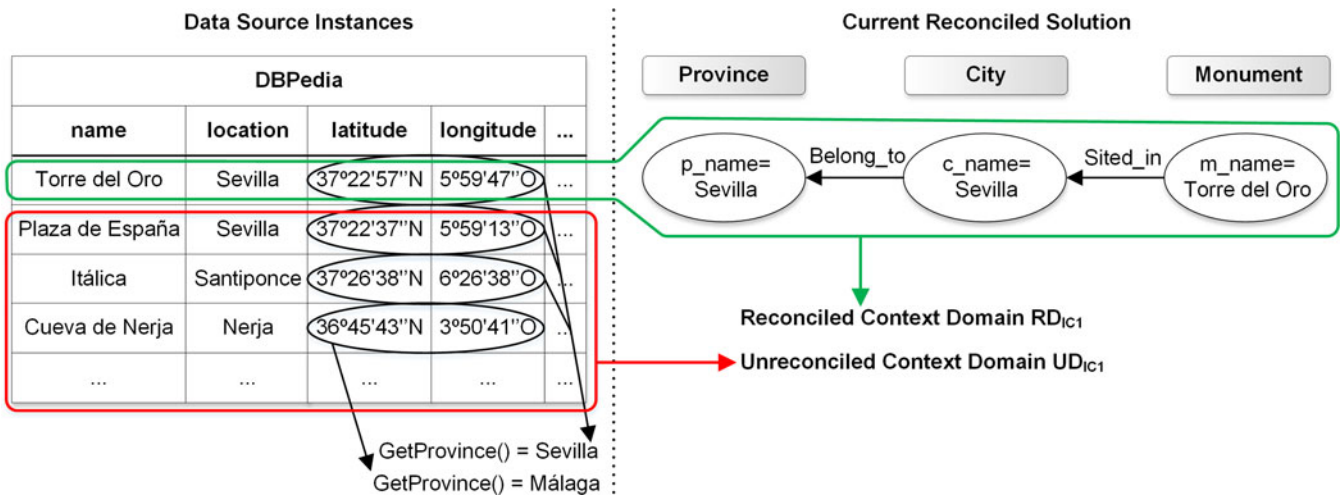 Data Source Instances
Current Reconciled Solution
DBPedia
name location latitude longitude ...
Torre del Oro Sevilla 37º22'57''N 5º59'47''O ...
Plaza de España Sevilla 37º22'37''N 5º59'13''O ...
Itálica Santiponce 37º26'38''N 6º26'38''O ...
Cueva de Nerja Nerja 36º45'43''N 3º50'41''O ...
... ... ... ... ...
GetProvince() = Sevilla
GetProvince() = Málaga
Province City Monument
p_name=
Sevilla
Belong_to
c_name=
Sevilla
Sited_in
m_name=
Torre del Oro
Reconciled Context Domain RD_IC1
Unreconciled Context Domain UD_IC1